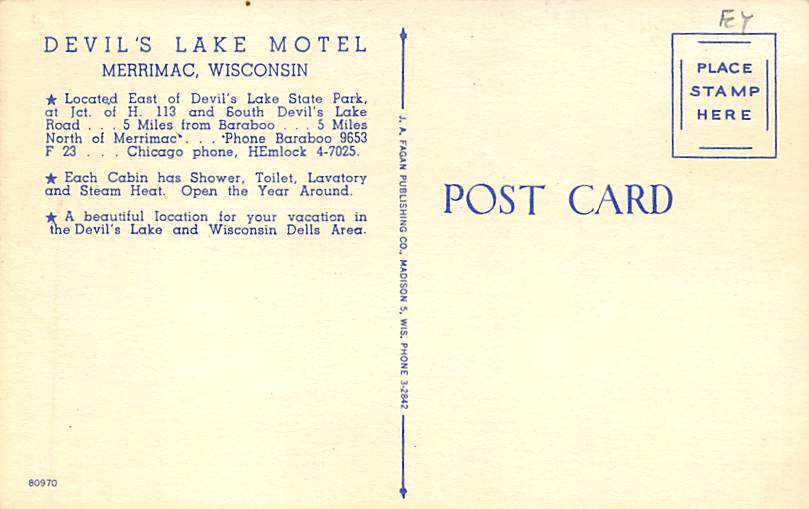 EY
DEVIL'S LAKE MOTEL
MERRIMAC, WISCONSIN
★ Located East of Devil's Lake State Park,
at Jct. of H. 113 and South Devil's Lake
Road . . . 5 Miles from Baraboo . . . 5 Miles
North of Merrimac . . . Phone Baraboo 9653
F 23 . . . Chicago phone, HEmlock 4-7025.
★ Each Cabin has Shower, Toilet, Lavatory
and Steam Heat. Open the Year Around.
★ A beautiful location for your vacation in
the Devil's Lake and Wisconsin Dells Area.
80970
J. A. FAGAN PUBLISHING CO., MADISON 5, WIS. PHONE 3-2842
PLACE
STAMP
HERE
POST CARD